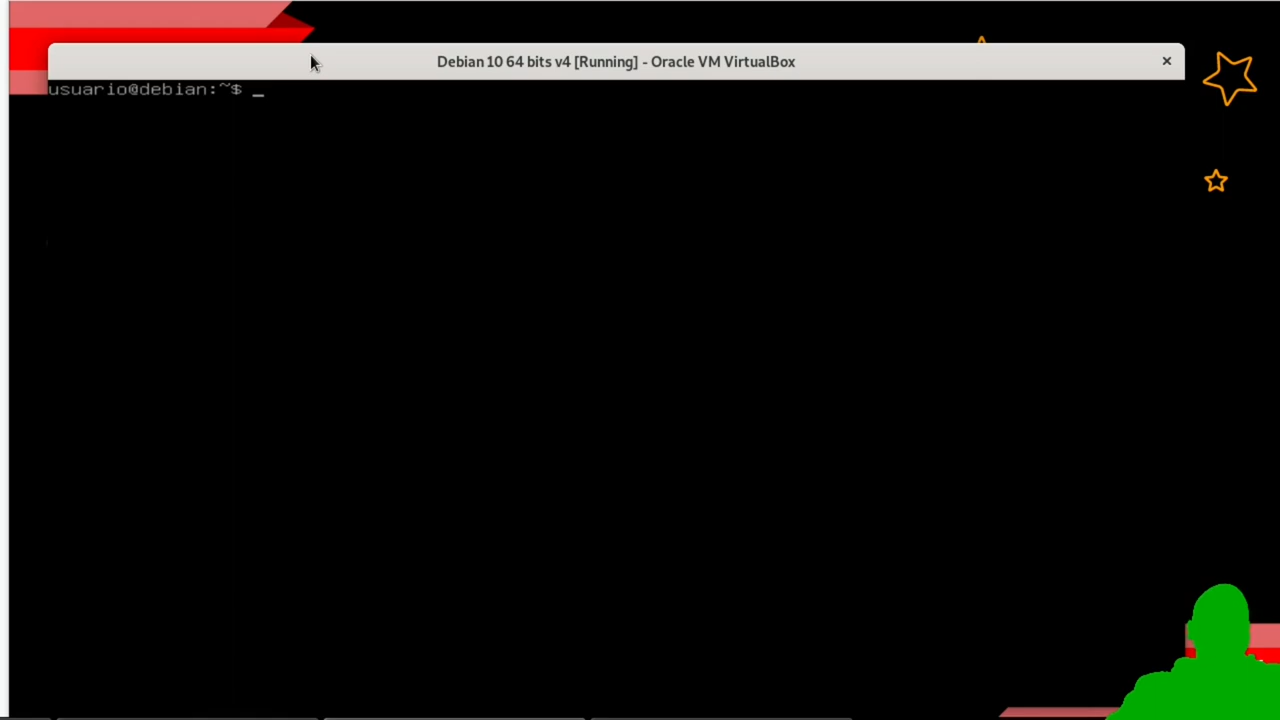 Debian 10 64 bits v4 [Running] - Oracle VM VirtualBox
usuario@debian:~$ _